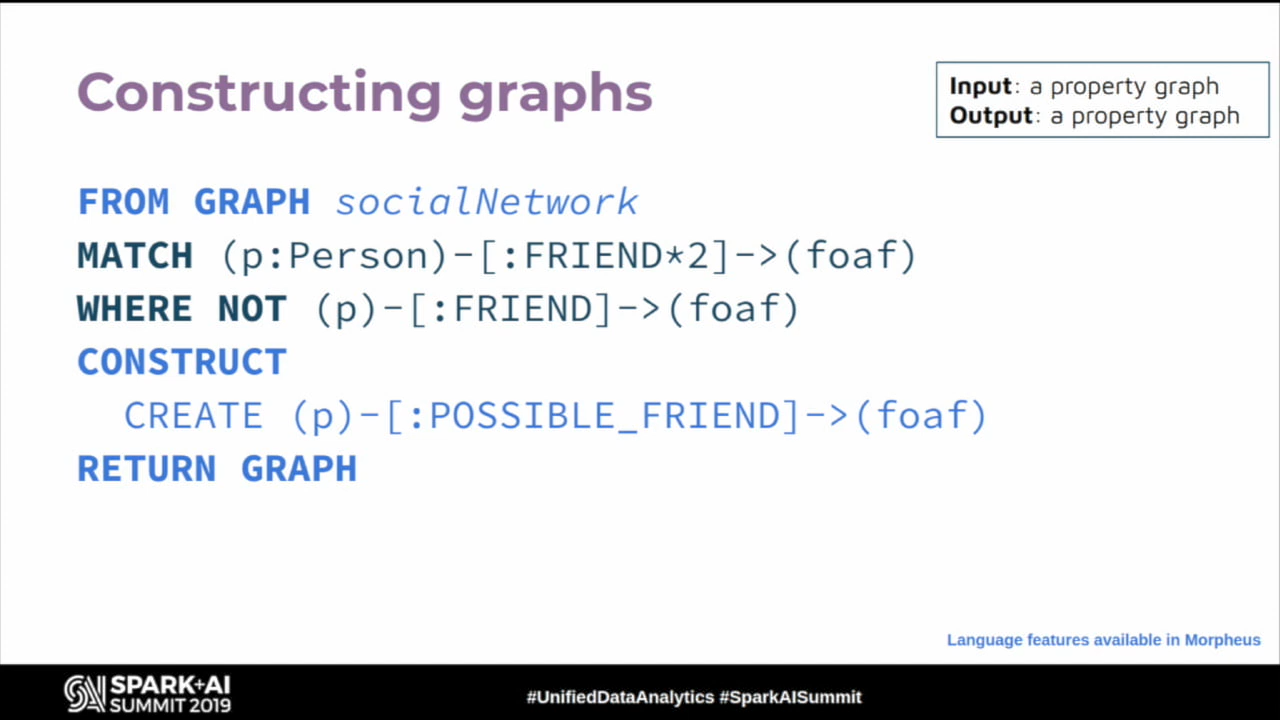 Constructing graphs
Input: a property graph
Output: a property graph
FROM GRAPH socialNetwork
MATCH (p:Person)-[:FRIEND*2]->(foaf)
WHERE NOT (p)-[:FRIEND]->(foaf)
CONSTRUCT
CREATE (p)-[:POSSIBLE_FRIEND]->(foaf)
RETURN GRAPH
Language features available in Morpheus
SPARK+AI
SUMMIT 2019
#UnifiedDataAnalytics #SparkAISummit